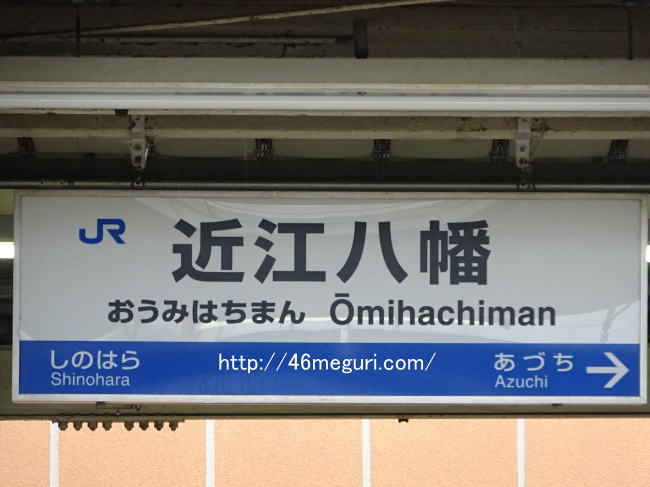 JR 近江八幡
おうみはちまん Ōmihachiman
しのはら http://46meguri.com/ あづち →
Shinohara Azuchi